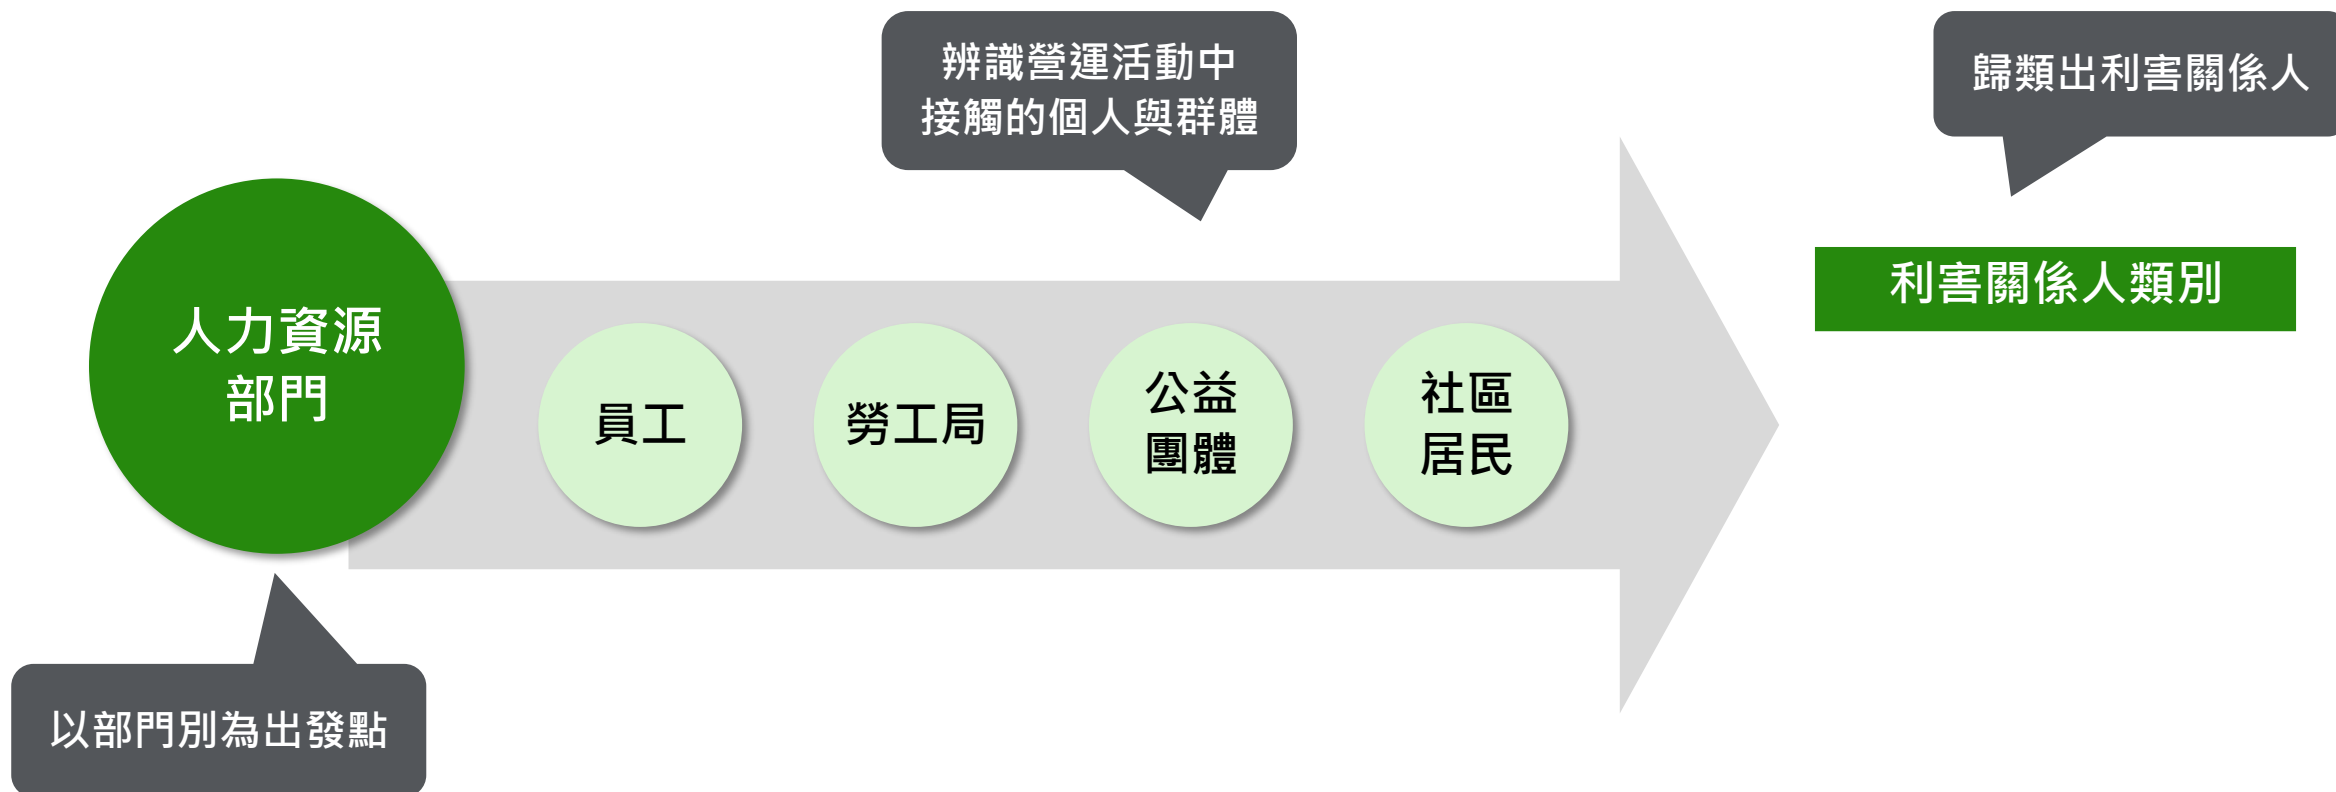 辨識營運活動中
接觸的個人與群體
歸類出利害關係人
利害關係人類別
人力資源
部門
員工
勞工局
公益
團體
社區
居民
以部門別為出發點